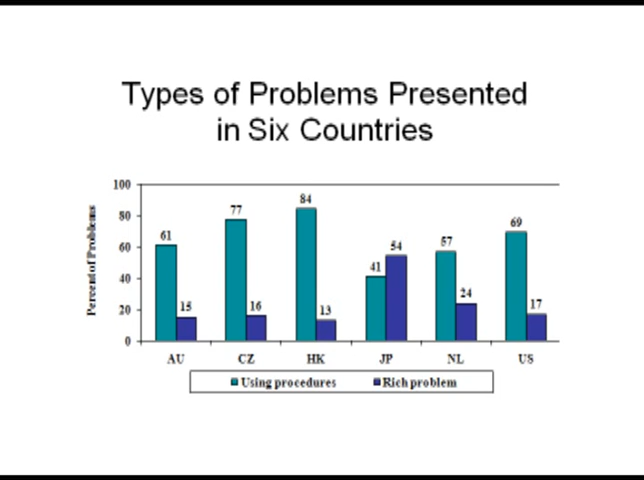 Types of Problems Presented
in Six Countries
Percent of Problems
100
80
60
40
20
0
61
15
77
16
84
13
41
54
57
24
69
17
AU
CZ
HK
JP
NL
US
Using procedures
Rich problem